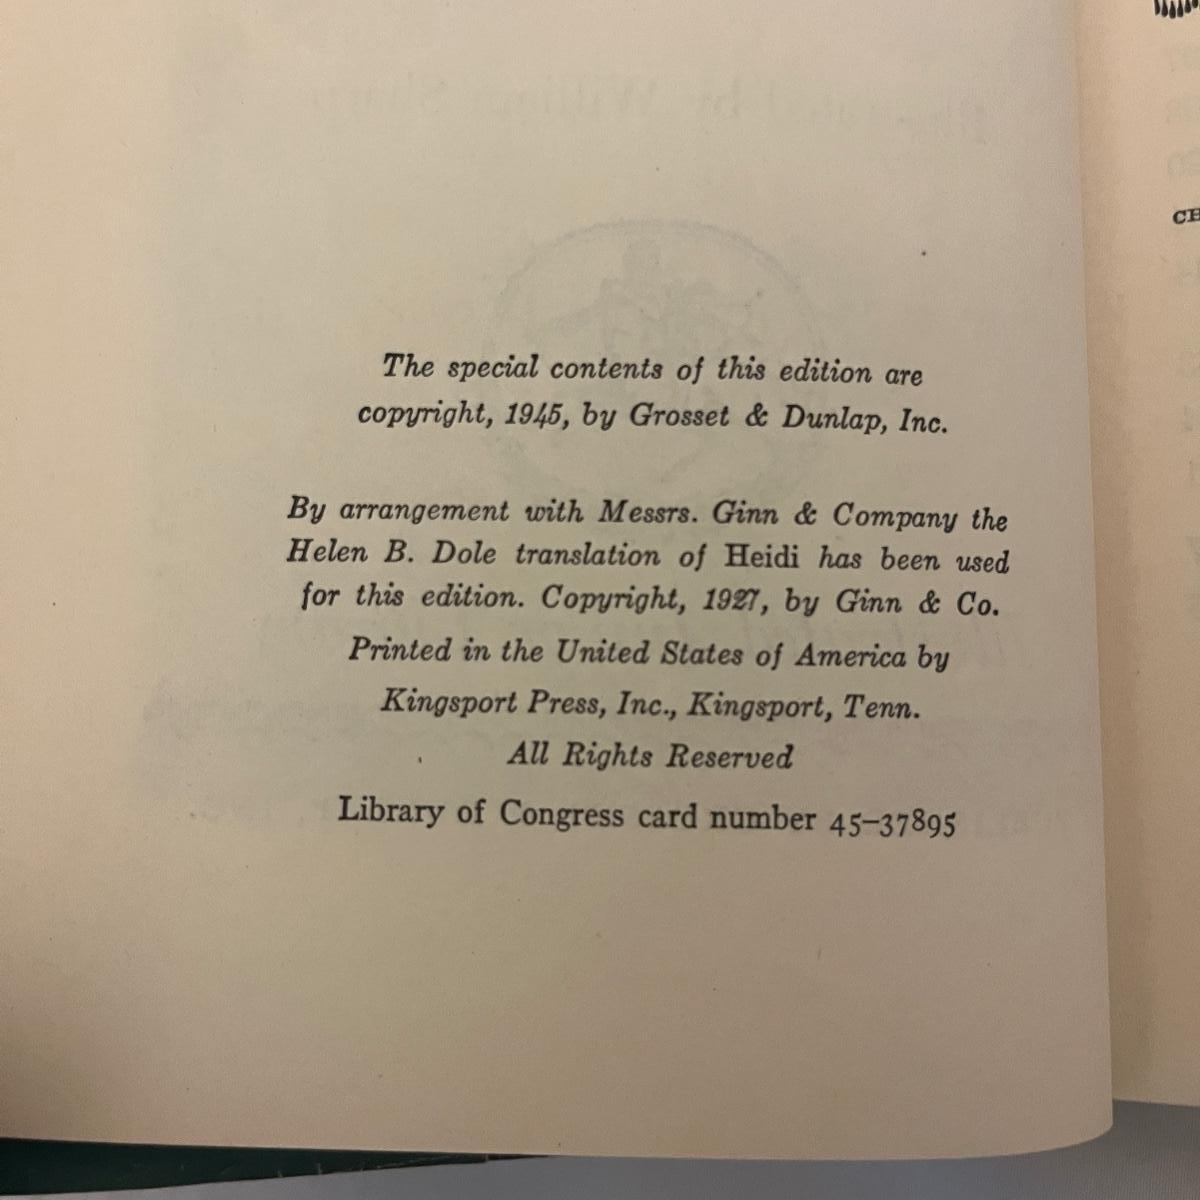 The special contents of this edition are
copyright, 1945, by Grosset & Dunlap, Inc.
By arrangement with Messrs. Ginn & Company the
Helen B. Dole translation of Heidi has been used
for this edition. Copyright, 1927, by Ginn & Co.
Printed in the United States of America by
Kingsport Press, Inc., Kingsport, Tenn.
All Rights Reserved
Library of Congress card number 45–37895